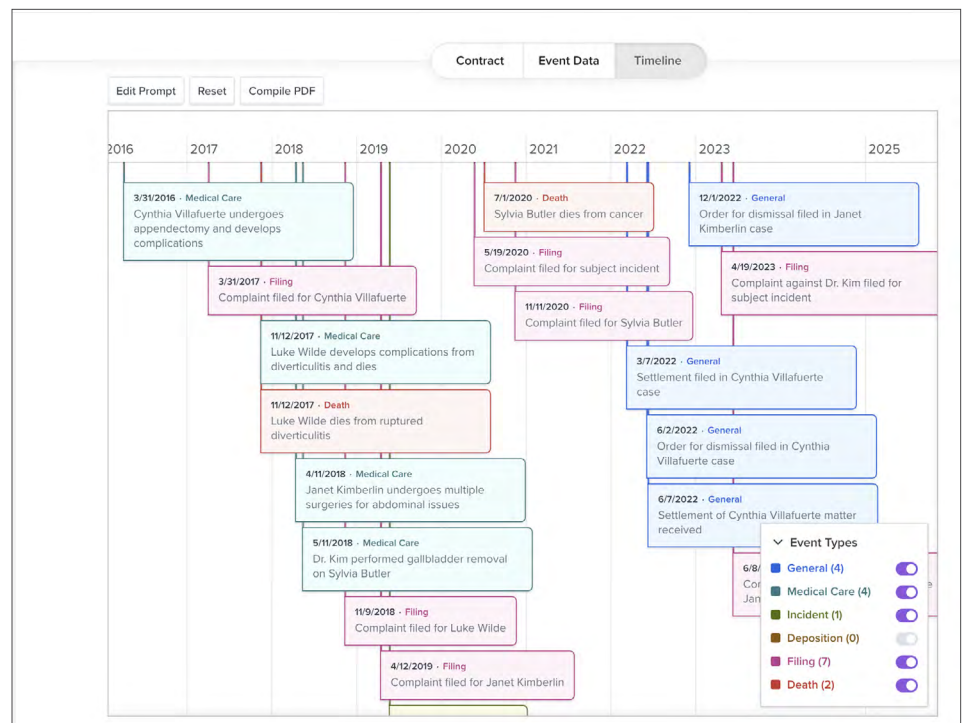 Contract
Event Data
Timeline
Edit Prompt
Reset
Compile PDF
2016
2017
2018
2019
2020
2021
2022
2023
2025
3/31/2016 · Medical Care
Cynthia Villafuerte undergoes
appendectomy and develops
complications
3/31/2017 · Filing
Complaint filed for Cynthia Villafuerte
11/12/2017 · Medical Care
Luke Wilde develops complications from
diverticulitis and dies
11/12/2017 · Death
Luke Wilde dies from ruptured
diverticulitis
4/11/2018 · Medical Care
Janet Kimberlin undergoes multiple
surgeries for abdominal issues
5/11/2018 · Medical Care
Dr. Kim performed gallbladder removal
on Sylvia Butler
11/9/2018 · Filing
Complaint filed for Luke Wilde
4/12/2019 · Filing
Complaint filed for Janet Kimberlin
7/1/2020 · Death
Sylvia Butler dies from cancer
5/19/2020 · Filing
Complaint filed for subject incident
11/11/2020 · Filing
Complaint filed for Sylvia Butler
3/7/2022 · General
Settlement filed in Cynthia Villafuerte
case
6/2/2022 · General
Order for dismissal filed in Cynthia
Villafuerte case
6/7/2022 · General
Settlement of Cynthia Villafuerte matter
received
12/1/2022 · General
Order for dismissal filed in Janet
Kimberlin case
4/19/2023 · Filing
Complaint against Dr. Kim filed for
subject incident
6/8/
Event Types
General (4)
Medical Care (4)
Incident (1)
Deposition (0)
Filing (7)
Death (2)